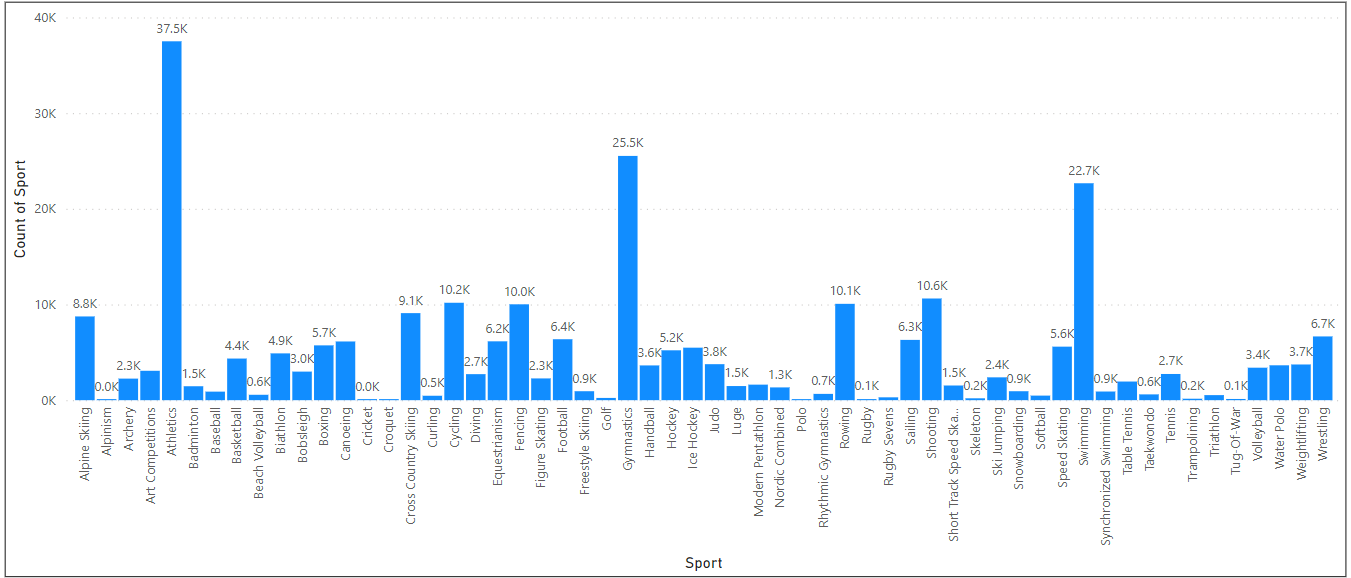 40K
30K
20K
10K
0K
Count of Sport
8.8K
0.0K
2.3K
37.5K
1.5K
4.4K
0.6K
4.9K
3.0K
5.7K
0.0K
9.1K
0.5K
10.2K
2.7K
6.2K
10.0K
2.3K
6.4K
0.9K
25.5K
3.6K
5.2K
3.8K
1.5K
1.3K
0.7K
10.1K
0.1K
6.3K
10.6K
1.5K
0.2K
2.4K
0.9K
5.6K
22.7K
0.9K
0.6K
2.7K
0.2K
0.1K
3.4K
3.7K
6.7K
Alpine Skiing
Alpinism
Archery
Art Competitions
Athletics
Badminton
Baseball
Basketball
Beach Volleyball
Biathlon
Bobsleigh
Boxing
Canoeing
Cricket
Croquet
Cross Country Skiing
Curling
Cycling
Diving
Equestrianism
Fencing
Figure Skating
Football
Freestyle Skiing
Golf
Gymnastics
Handball
Hockey
Ice Hockey
Judo
Luge
Modern Pentathlon
Nordic Combined
Polo
Rhythmic Gymnastics
Rowing
Rugby
Rugby Sevens
Sailing
Shooting
Short Track Speed Ska...
Skeleton
Ski Jumping
Snowboarding
Softball
Speed Skating
Swimming
Synchronized Swimming
Table Tennis
Taekwondo
Tennis
Trampolining
Triathlon
Tug-Of-War
Volleyball
Water Polo
Weightlifting
Wrestling
Sport